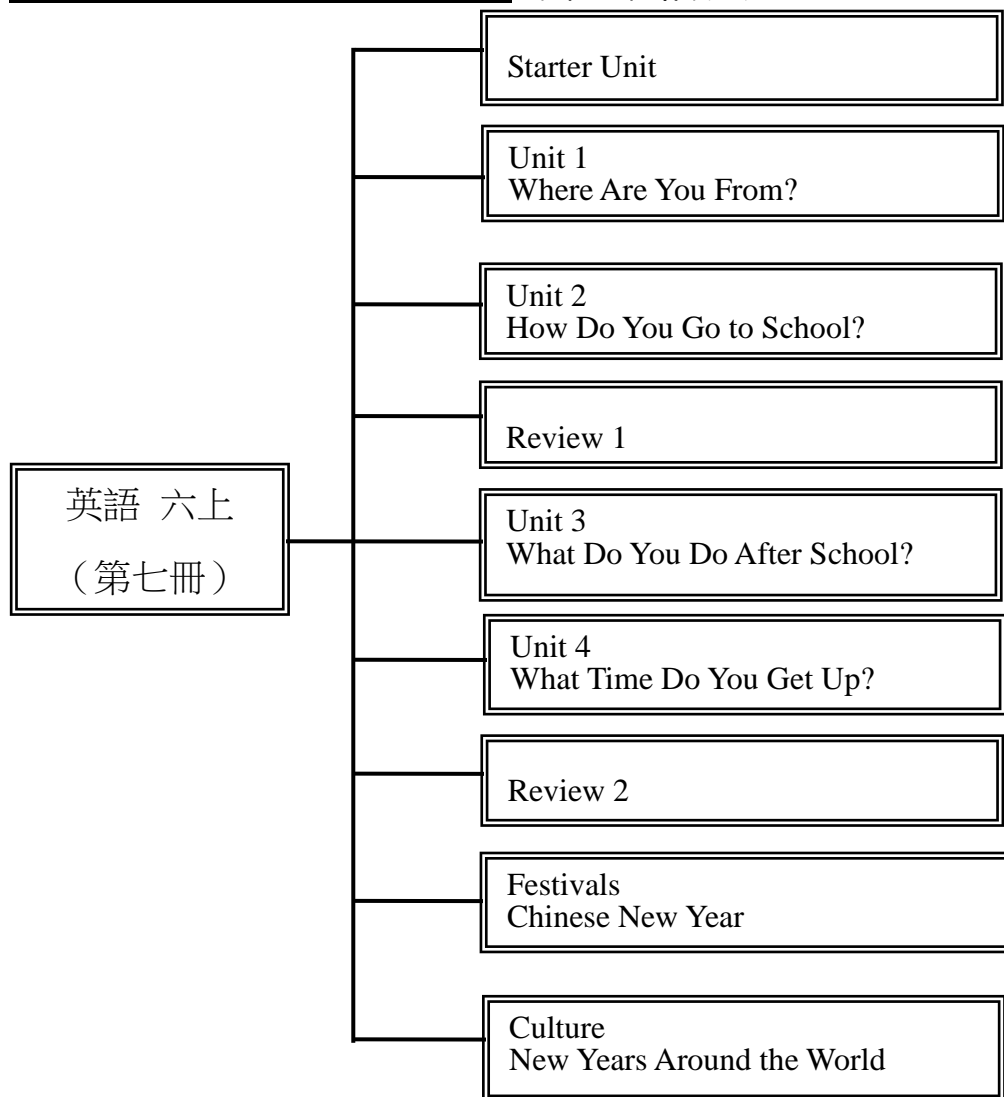 Starter Unit
Unit 1
Where Are You From?
Unit 2
How Do You Go to School?
Review 1
英語 六上
（第七冊）
Unit 3
What Do You Do After School?
Unit 4
What Time Do You Get Up?
Review 2
Festivals
Chinese New Year
Culture
New Years Around the World